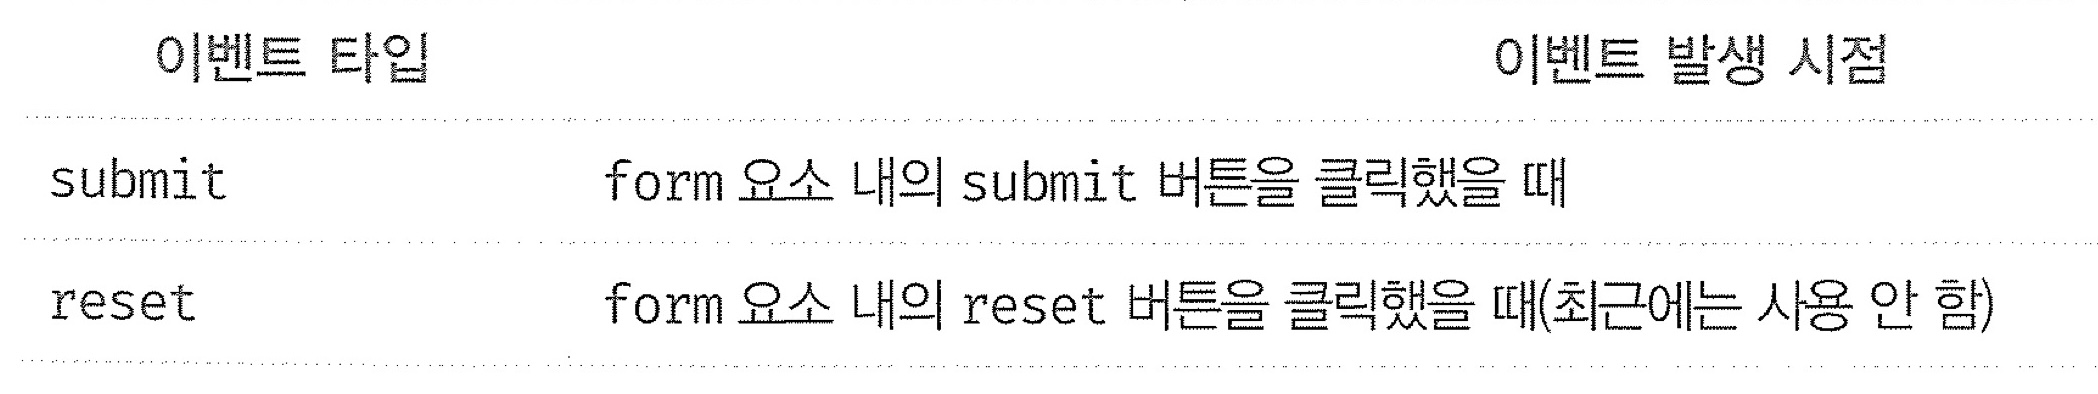 이벤트 타입 이벤트 발생 시점
submit form 요소 내의 submit 버튼을 클릭했을 때
reset form 요소 내의 reset 버튼을 클릭했을 때(최근에는 사용 안 함)